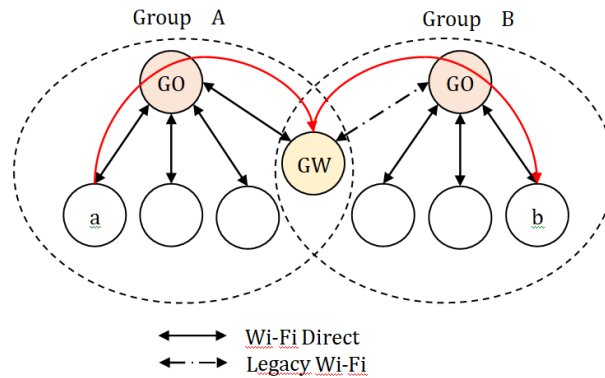 Group A
Group B
GO
GO
GW
a
b
Wi-Fi Direct
Legacy Wi-Fi